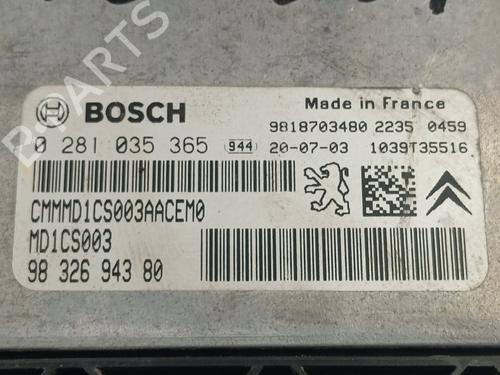 BOSCH
Made in France
9818703480 2235 0459
0 281 035 365 944 20-07-03 1039T35516
CMMMD1CS003AACEM0
MD1CS003
98 326 943 80